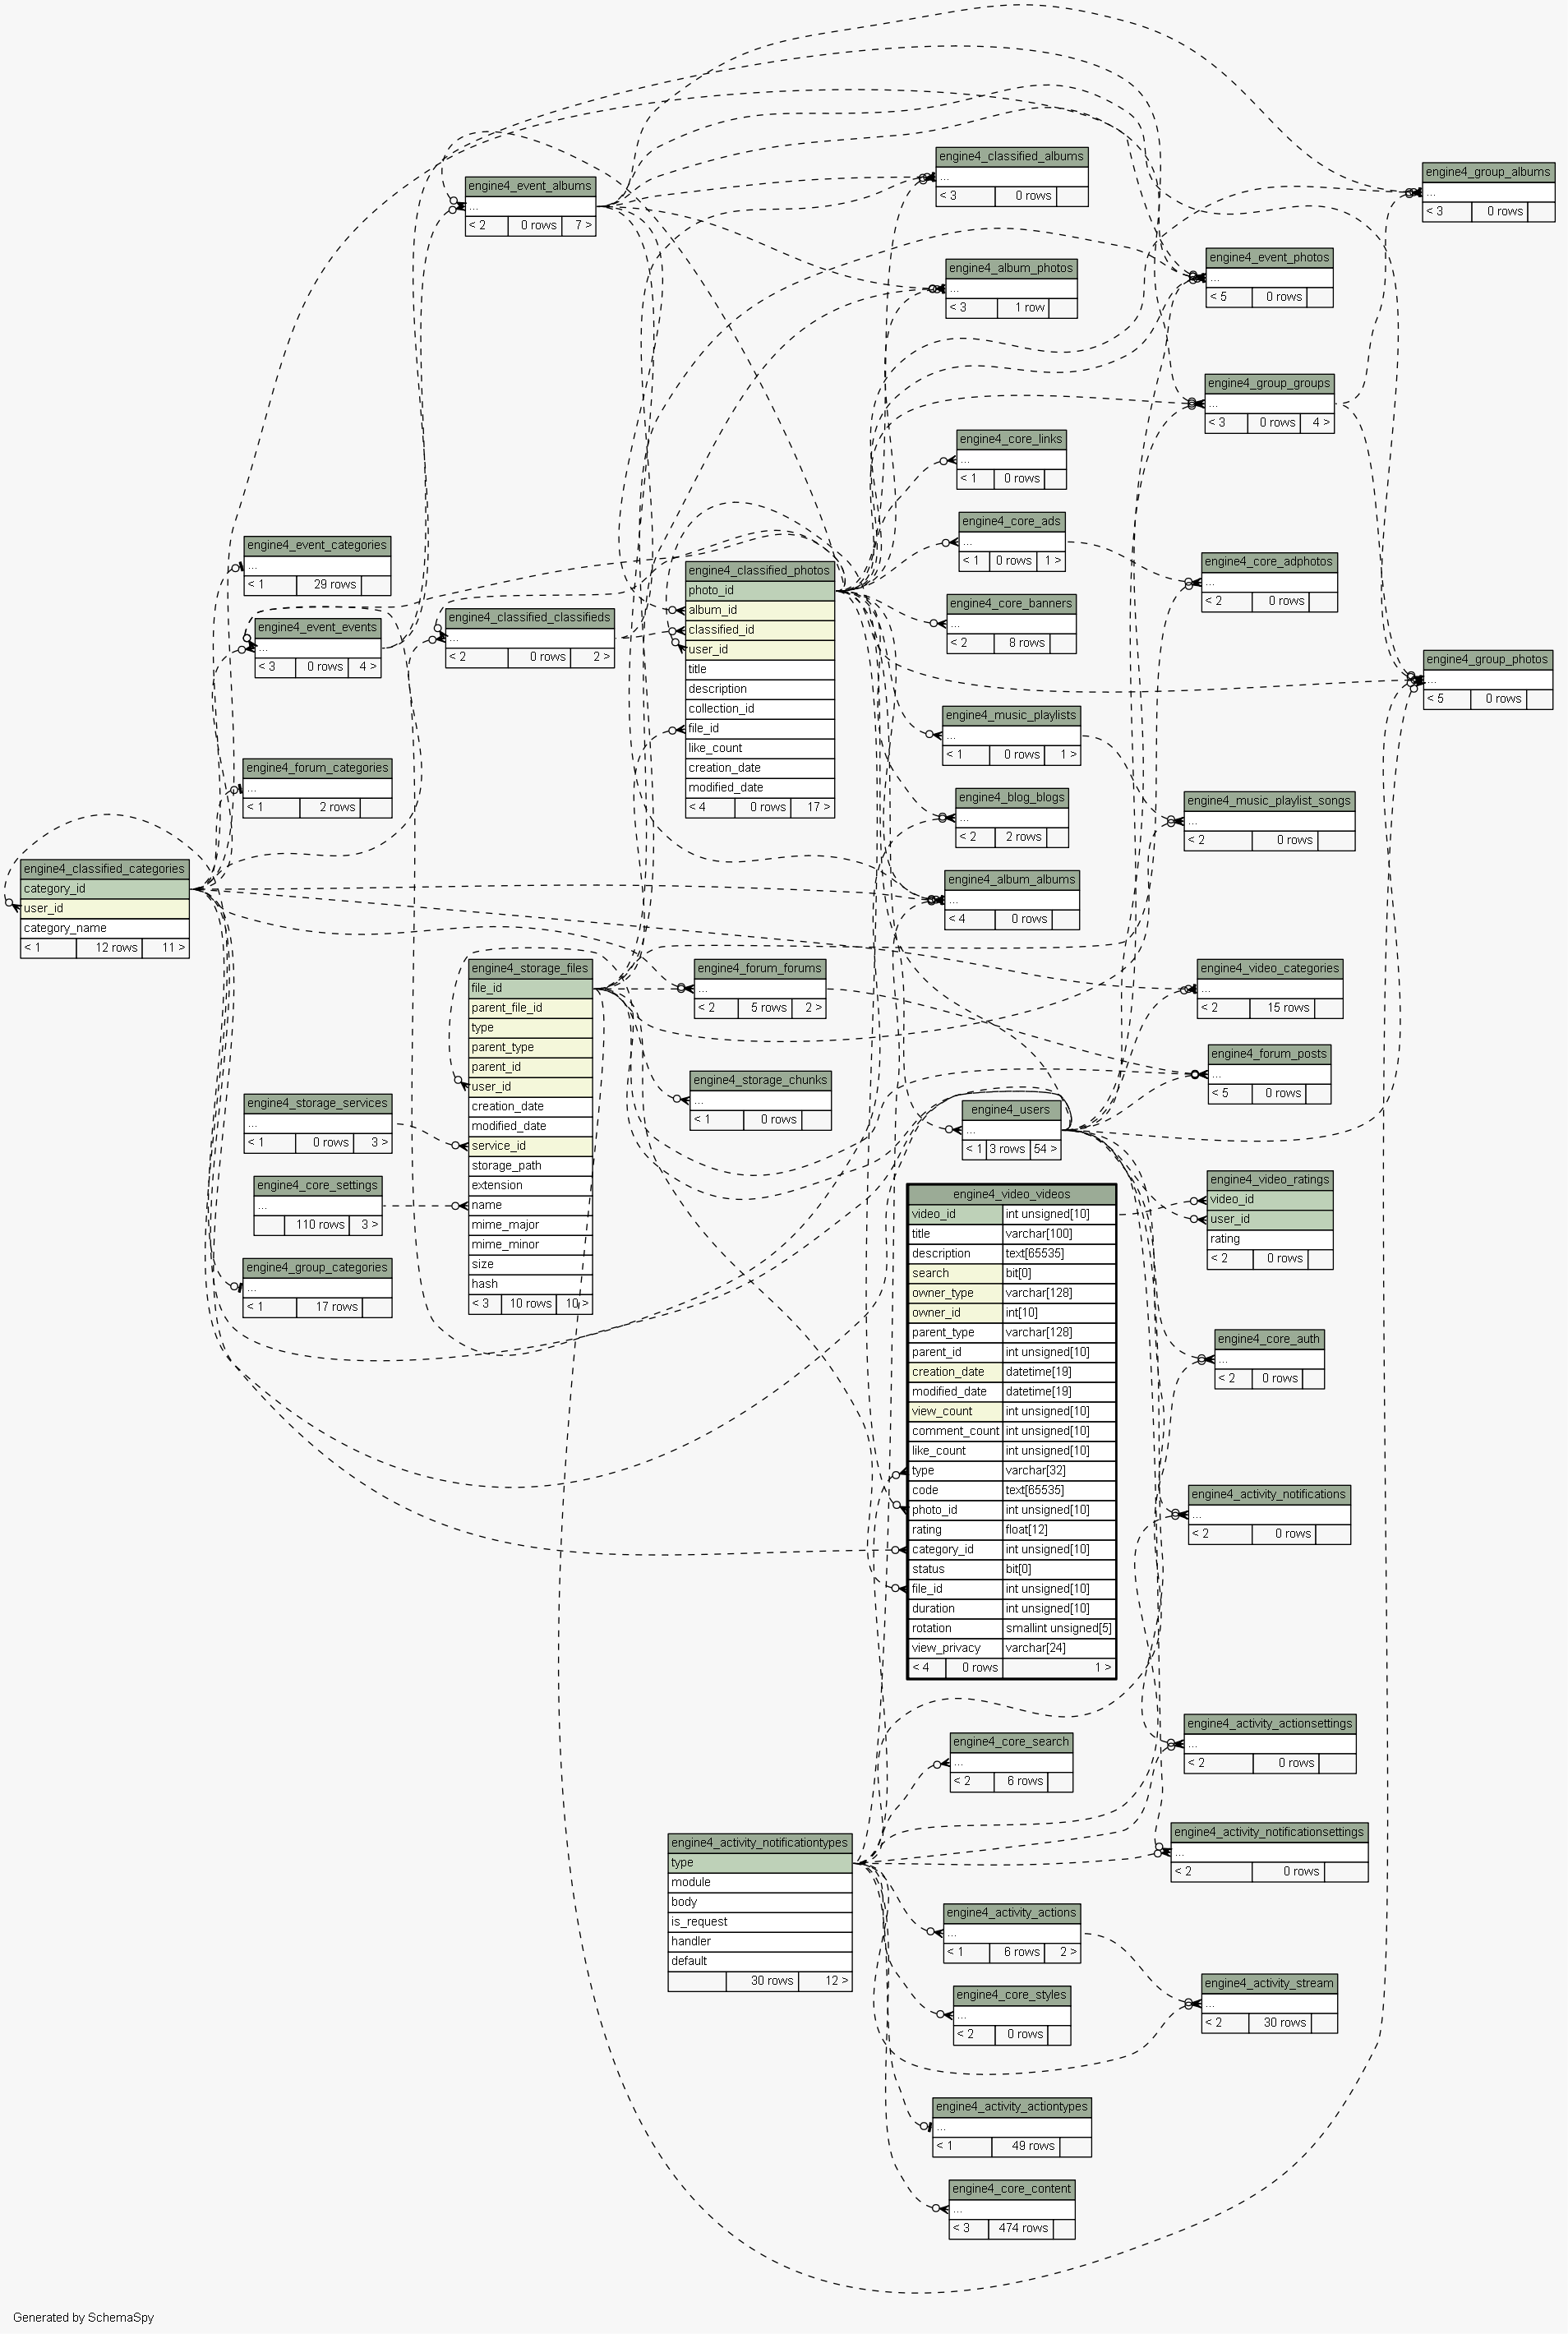 engine4_classified_albums
...
< 3 0 rows
engine4_group_albums
...
< 3 0 rows
engine4_event_albums
...
< 2 0 rows 7 >
engine4_event_photos
...
< 5 0 rows
engine4_album_photos
...
< 3 1 row
engine4_group_groups
...
< 3 0 rows 4 >
engine4_core_links
...
< 1 0 rows
engine4_core_ads
...
< 1 0 rows 1 >
engine4_event_categories
...
< 1 29 rows
engine4_core_adphotos
...
< 2 0 rows
engine4_classified_photos
photo_id
album_id
classified_id
user_id
title
description
collection_id
file_id
like_count
creation_date
modified_date
< 4 0 rows 17 >
engine4_core_banners
...
< 2 8 rows
engine4_classified_classifieds
...
< 2 0 rows 2 >
engine4_event_events
...
< 3 0 rows 4 >
engine4_group_photos
...
< 5 0 rows
engine4_music_playlists
...
< 1 0 rows 1 >
engine4_forum_categories
...
< 1 2 rows
engine4_blog_blogs
...
< 2 2 rows
engine4_music_playlist_songs
...
< 2 0 rows
engine4_classified_categories
category_id
user_id
category_name
< 1 12 rows 11 >
engine4_album_albums
...
< 4 0 rows
engine4_storage_files
file_id
parent_file_id
type
parent_type
parent_id
user_id
creation_date
modified_date
service_id
storage_path
extension
name
mime_major
mime_minor
size
hash
< 3 10 rows 10 >
engine4_forum_forums
...
< 2 5 rows 2 >
engine4_video_categories
...
< 2 15 rows
engine4_forum_posts
...
< 5 0 rows
engine4_storage_chunks
...
< 1 0 rows
engine4_storage_services
...
< 1 0 rows 3 >
engine4_users
...
< 1 3 rows 54 >
engine4_core_settings
...
110 rows 3 >
engine4_video_ratings
video_id
user_id
rating
< 2 0 rows
engine4_group_categories
...
< 1 17 rows
engine4_video_videos
video_id int unsigned[10]
title varchar[100]
description text[65535]
search bit[0]
owner_type varchar[128]
owner_id int[10]
parent_type varchar[128]
parent_id int unsigned[10]
creation_date datetime[19]
modified_date datetime[19]
view_count int unsigned[10]
comment_count int unsigned[10]
like_count int unsigned[10]
type varchar[32]
code text[65535]
photo_id int unsigned[10]
rating float[12]
category_id int unsigned[10]
status bit[0]
file_id int unsigned[10]
duration int unsigned[10]
rotation smallint unsigned[5]
view_privacy varchar[24]
< 4 0 rows 1 >
engine4_core_auth
...
< 2 0 rows
engine4_activity_notifications
...
< 2 0 rows
engine4_activity_actionsettings
...
< 2 0 rows
engine4_core_search
...
< 2 6 rows
engine4_activity_notificationsettings
...
< 2 0 rows
engine4_activity_notificationtypes
type
module
body
is_request
handler
default
30 rows 12 >
engine4_activity_actions
...
< 1 6 rows 2 >
engine4_activity_stream
...
< 2 30 rows
engine4_core_styles
...
< 2 0 rows
engine4_activity_actiontypes
...
< 1 49 rows
engine4_core_content
...
< 3 474 rows
Generated by SchemaSpy